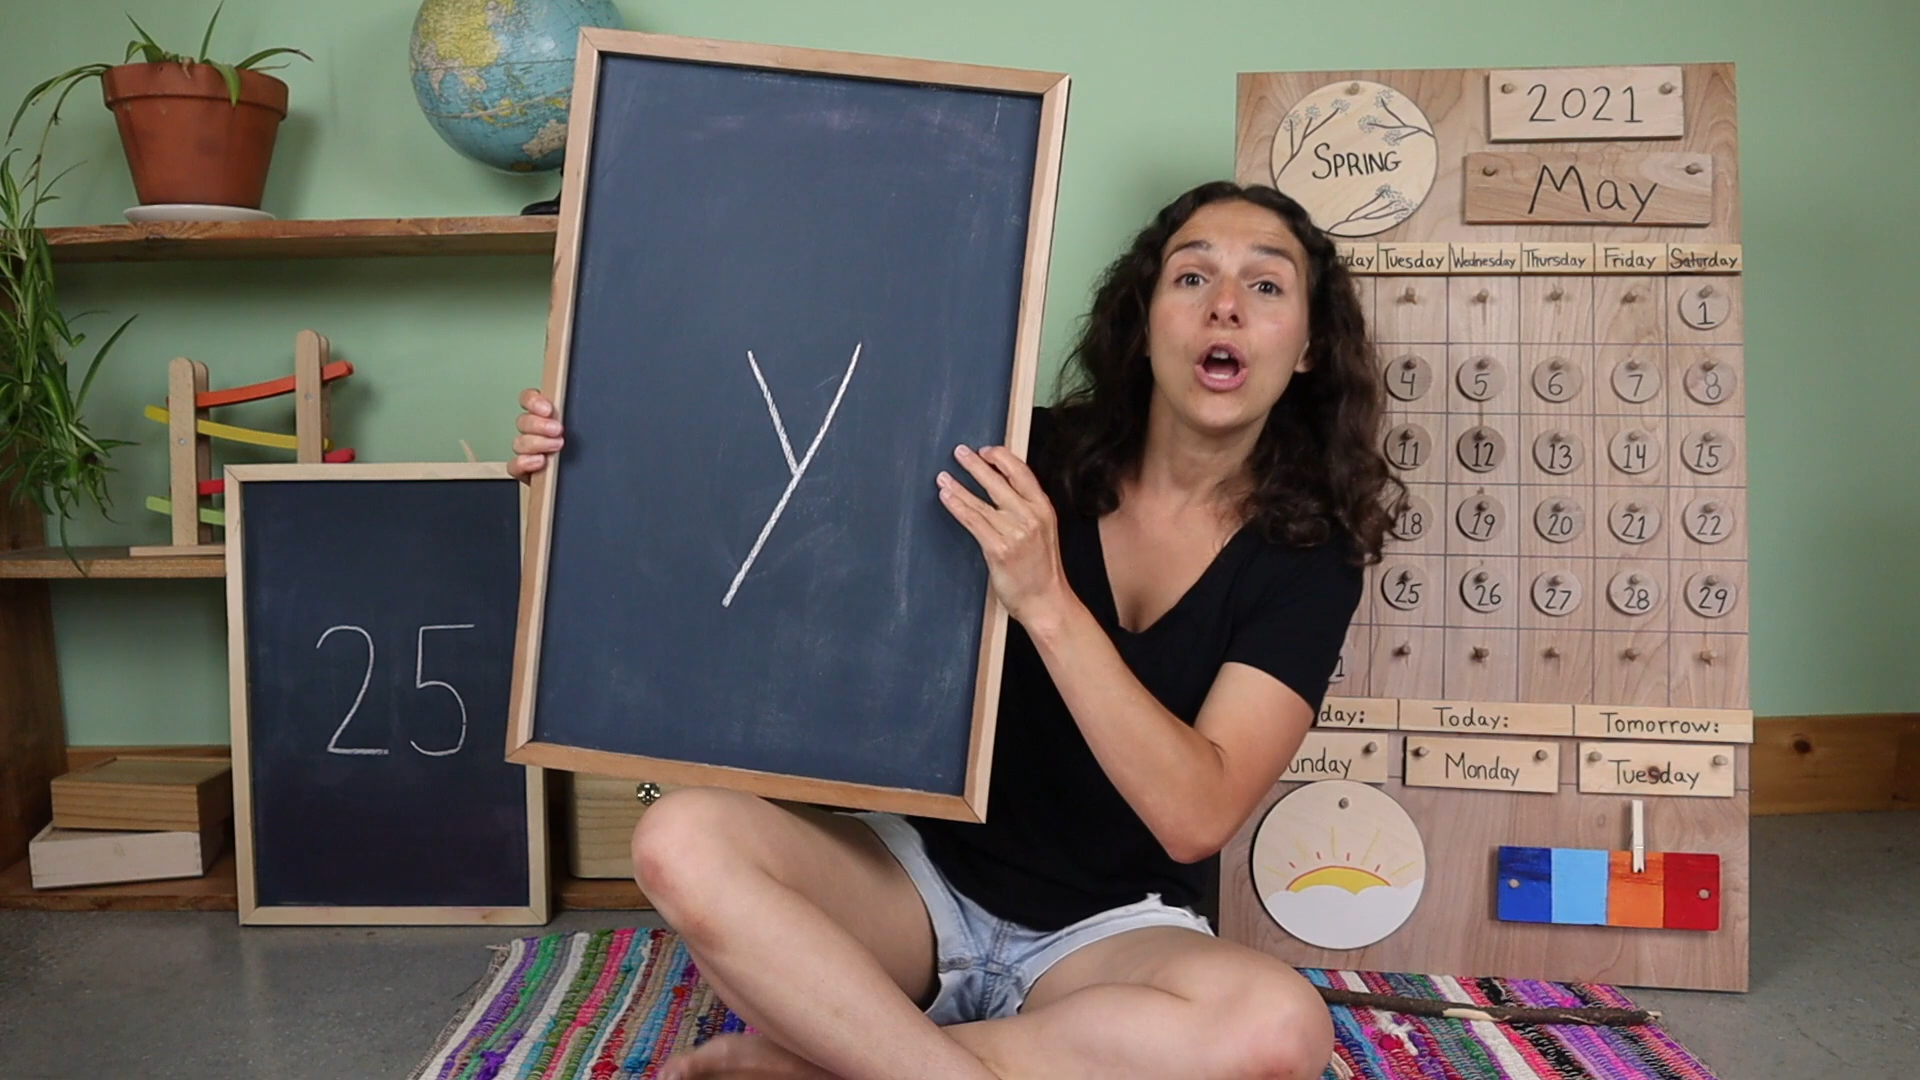 y
25
2021
May
SPRING
Tuesday Wednesday Thursday Friday Saturday
1
4 5 6 7 8
11 12 13 14 15
18 19 20 21 22
25 26 27 28 29
Today: Tomorrow:
Monday Tuesday